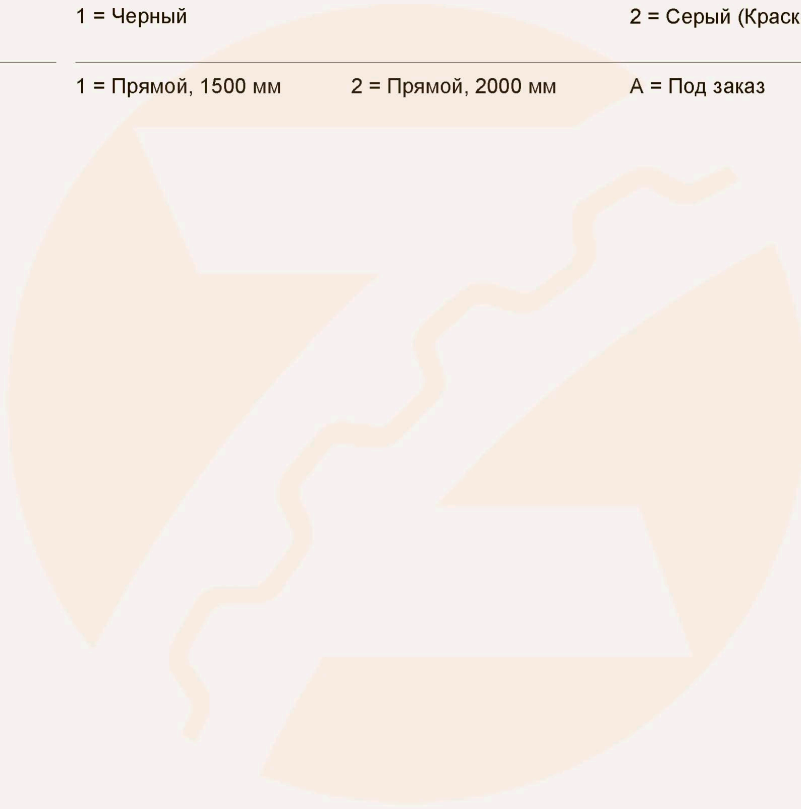 1 = Черный 2 = Серый (Краск
1 = Прямой, 1500 мм 2 = Прямой, 2000 мм A = Под заказ